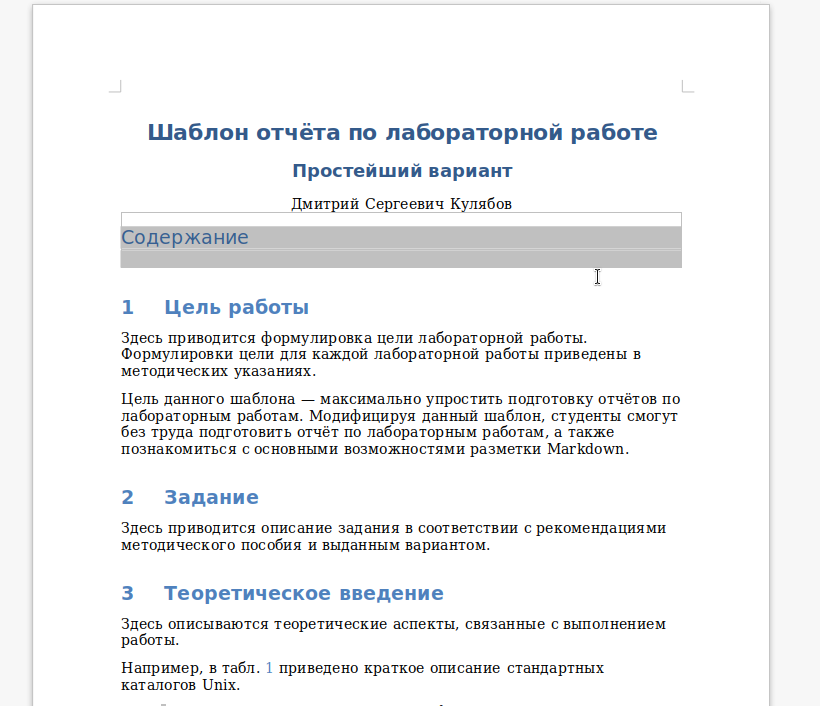 Шаблон отчёта по лабораторной работе
Простейший вариант
Дмитрий Сергеевич Кулябов
Содержание
1 Цель работы
Здесь приводится формулировка цели лабораторной работы.
Формулировки цели для каждой лабораторной работы приведены в
методических указаниях.
Цель данного шаблона — максимально упростить подготовку отчётов по
лабораторным работам. Модифицируя данный шаблон, студенты смогут
без труда подготовить отчёт по лабораторным работам, а также
познакомиться с основными возможностями разметки Markdown.
2 Задание
Здесь приводится описание задания в соответствии с рекомендациями
методического пособия и выданным вариантом.
3 Теоретическое введение
Здесь описываются теоретические аспекты, связанные с выполнением
работы.
Например, в табл. 1 приведено краткое описание стандартных
каталогов Unix.